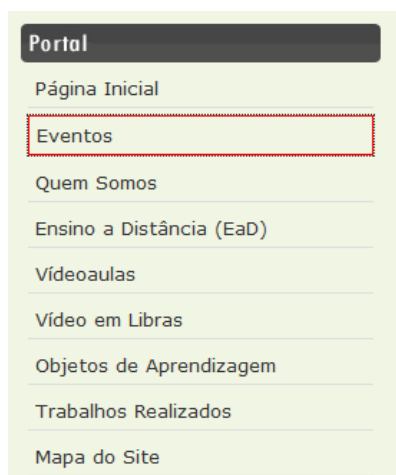 Portal
Página Inicial
Eventos
Quem Somos
Ensino a Distância (EaD)
Vídeoaulas
Vídeo em Libras
Objetos de Aprendizagem
Trabalhos Realizados
Mapa do Site